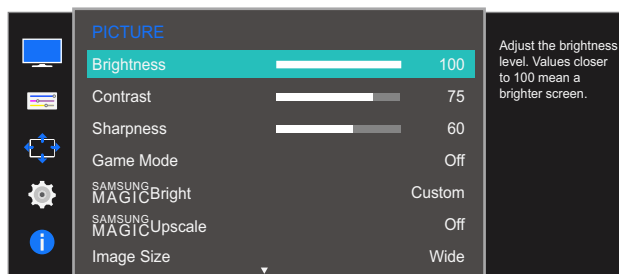 PICTURE
Brightness 100
Contrast 75
Sharpness 60
Game Mode Off
SAMSUNG MAGIC Bright Custom
SAMSUNG MAGIC Upscale Off
Image Size Wide
Adjust the brightness
level. Values closer
to 100 mean a
brighter screen.
i